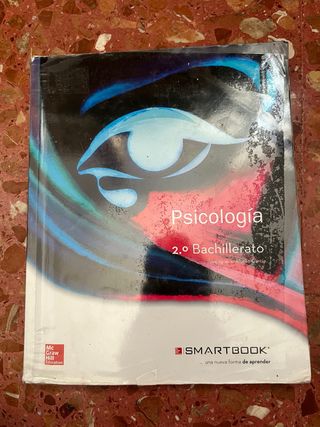 Psicología
2.º Bachillerato
Mc
Graw
Hill
Education
SMARTBOOK®
... una nueva forma de aprender